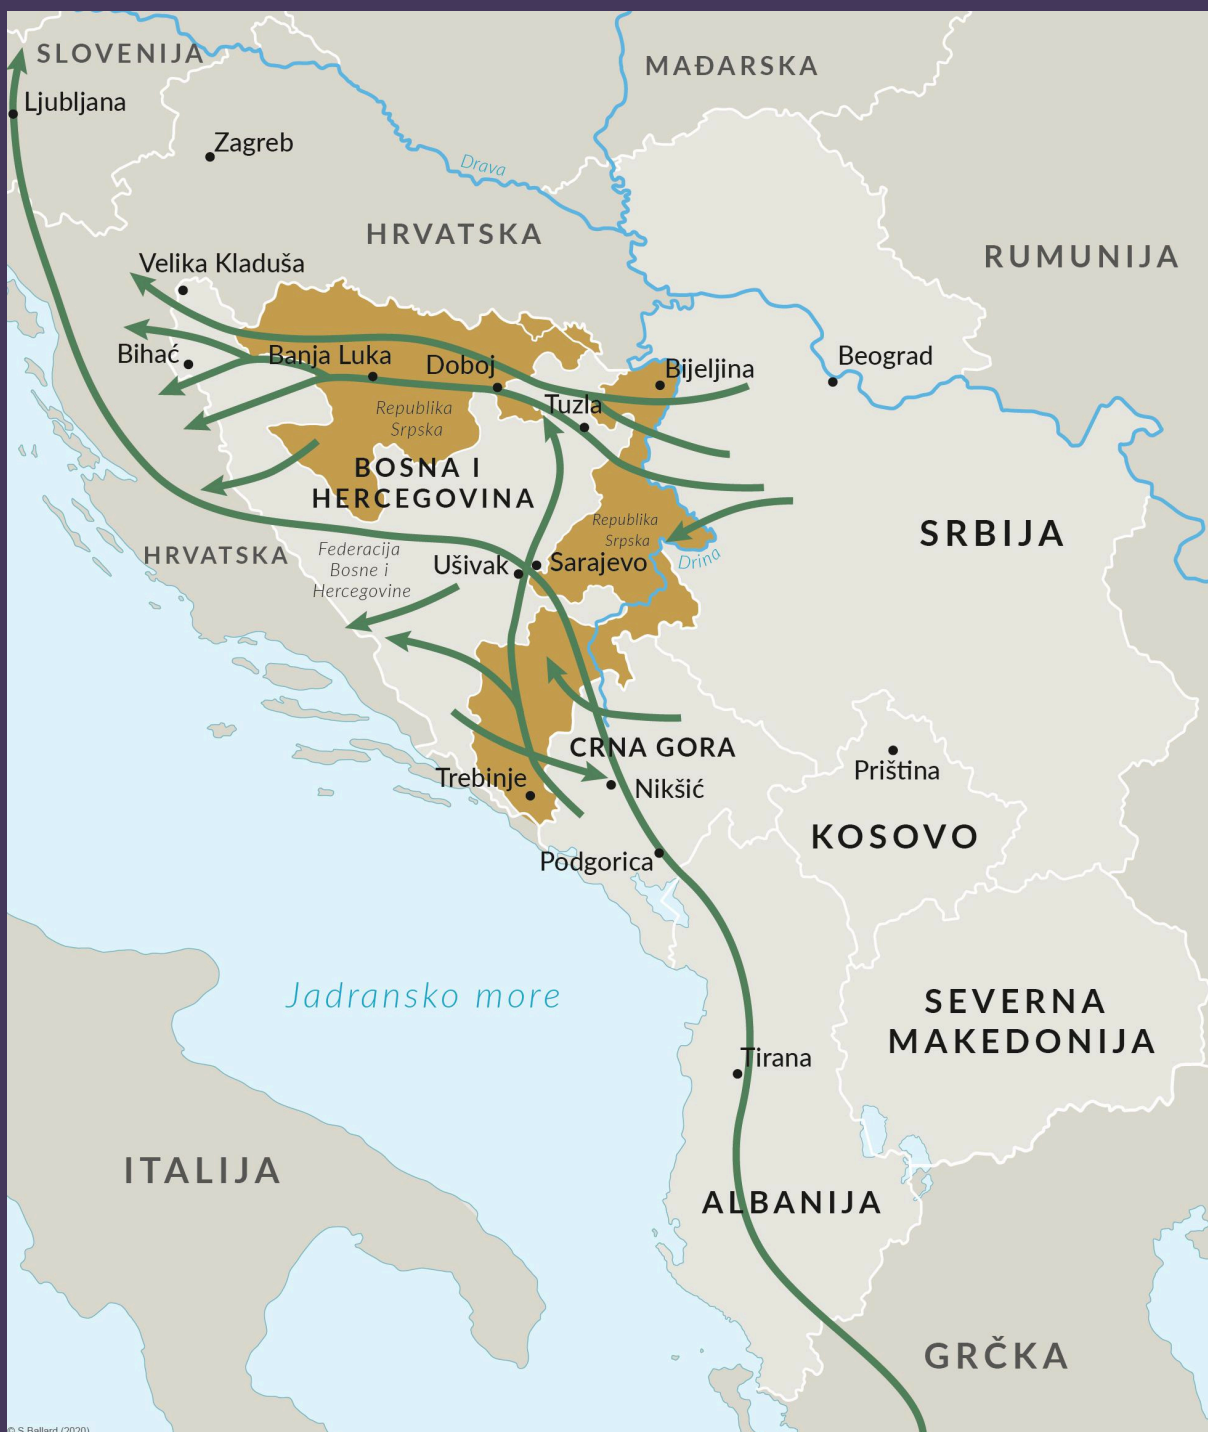 SLOVENIJA
MAĐARSKA
Ljubljana
Zagreb
Drava
HRVATSKA
RUMUNIJA
Velika Kladuša
Bihać
Banja Luka
Doboj
Bijeljina
Beograd
Tuzla
Republika
Srpska
BOSNA I
HERCEGOVINA
Republika
Srpska
SRBIJA
HRVATSKA
Federacija
Bosne i
Hercegovine
Ušivak
Sarajevo
Drina
CRNA GORA
Priština
Trebinje
Nikšić
KOSOVO
Podgorica
Jadransko more
SEVERNA
MAKEDONIJA
Tirana
ITALIJA
ALBANIJA
GRČKA
© S.Ballard (2020)